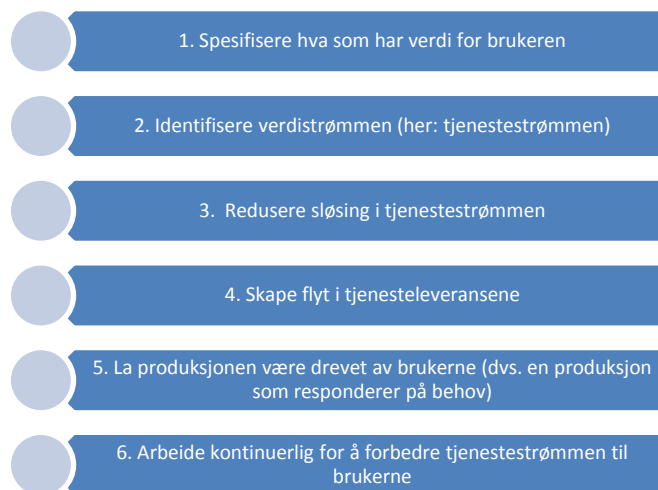 1. Spesifisere hva som har verdi for brukeren
2. Identifisere verdistrømmen (her: tjenestestrømmen)
3.  Redusere sløsing i tjenestestrømmen
4. Skape flyt i tjenesteleveransene
5. La produksjonen være drevet av brukerne (dvs. en produksjon
som responderer på behov)
6. Arbeide kontinuerlig for å forbedre tjenestestrømmen til
brukerne